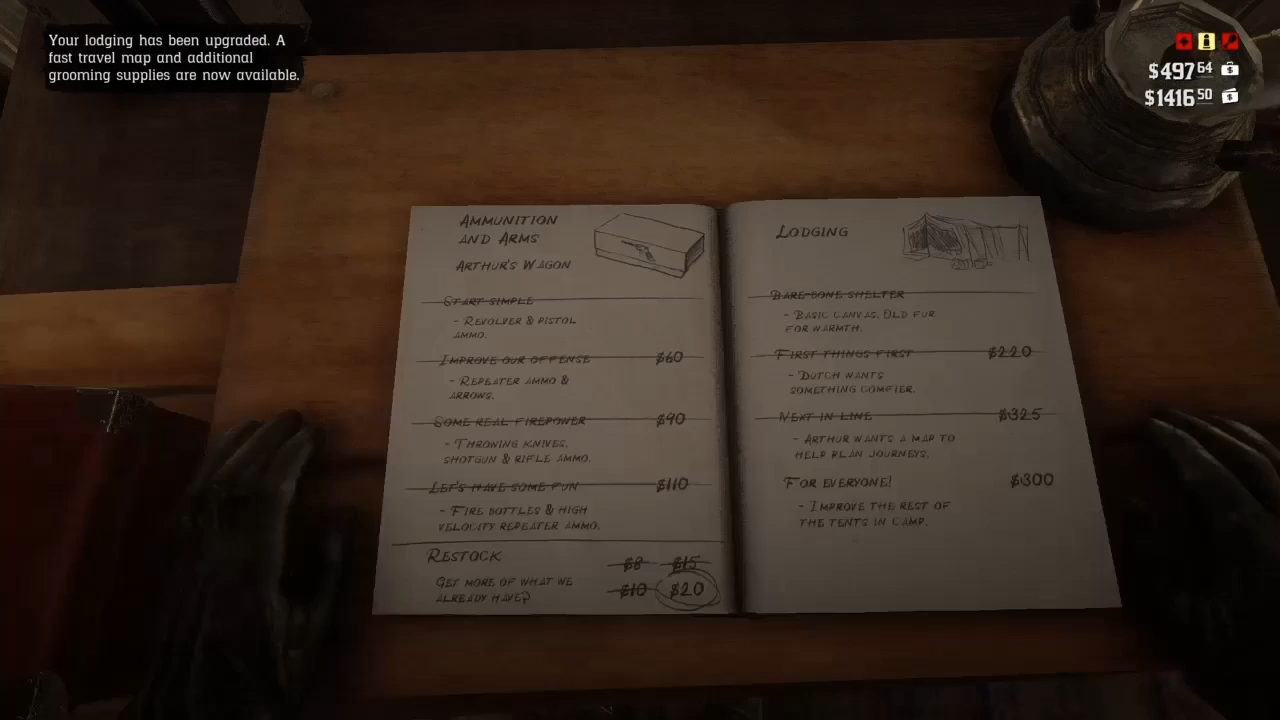 Your lodging has been upgraded. A
fast travel map and additional
grooming supplies are now available.
$497 64
$1416 50
AMMUNITION
AND ARMS
ARTHUR'S WAGON
START SIMPLE
- REVOLVER & PISTOL
AMMO.
IMPROVE OUR OFFENSE $60
- REPEATER AMMO &
ARROWS.
SOME REAL FIREPOWER $90
- THROWING KNIVES,
SHOTGUN & RIFLE AMMO.
LET'S HAVE SOME FUN $110
- FIRE BOTTLES & HIGH
VELOCITY REPEATER AMMO.
RESTOCK $8 $15
GET MORE OF WHAT WE
ALREADY HAVE? $10 $20
LODGING
BARE-BONE SHELTER
- BASIC CANVAS. OLD FUR
FOR WARMTH.
FIRST THINGS FIRST $220
- DUTCH WANTS
SOMETHING COMFIER.
NEXT IN LINE $325
- ARTHUR WANTS A MAP TO
HELP PLAN JOURNEYS.
FOR EVERYONE! $300
- IMPROVE THE REST OF
THE TENTS IN CAMP.